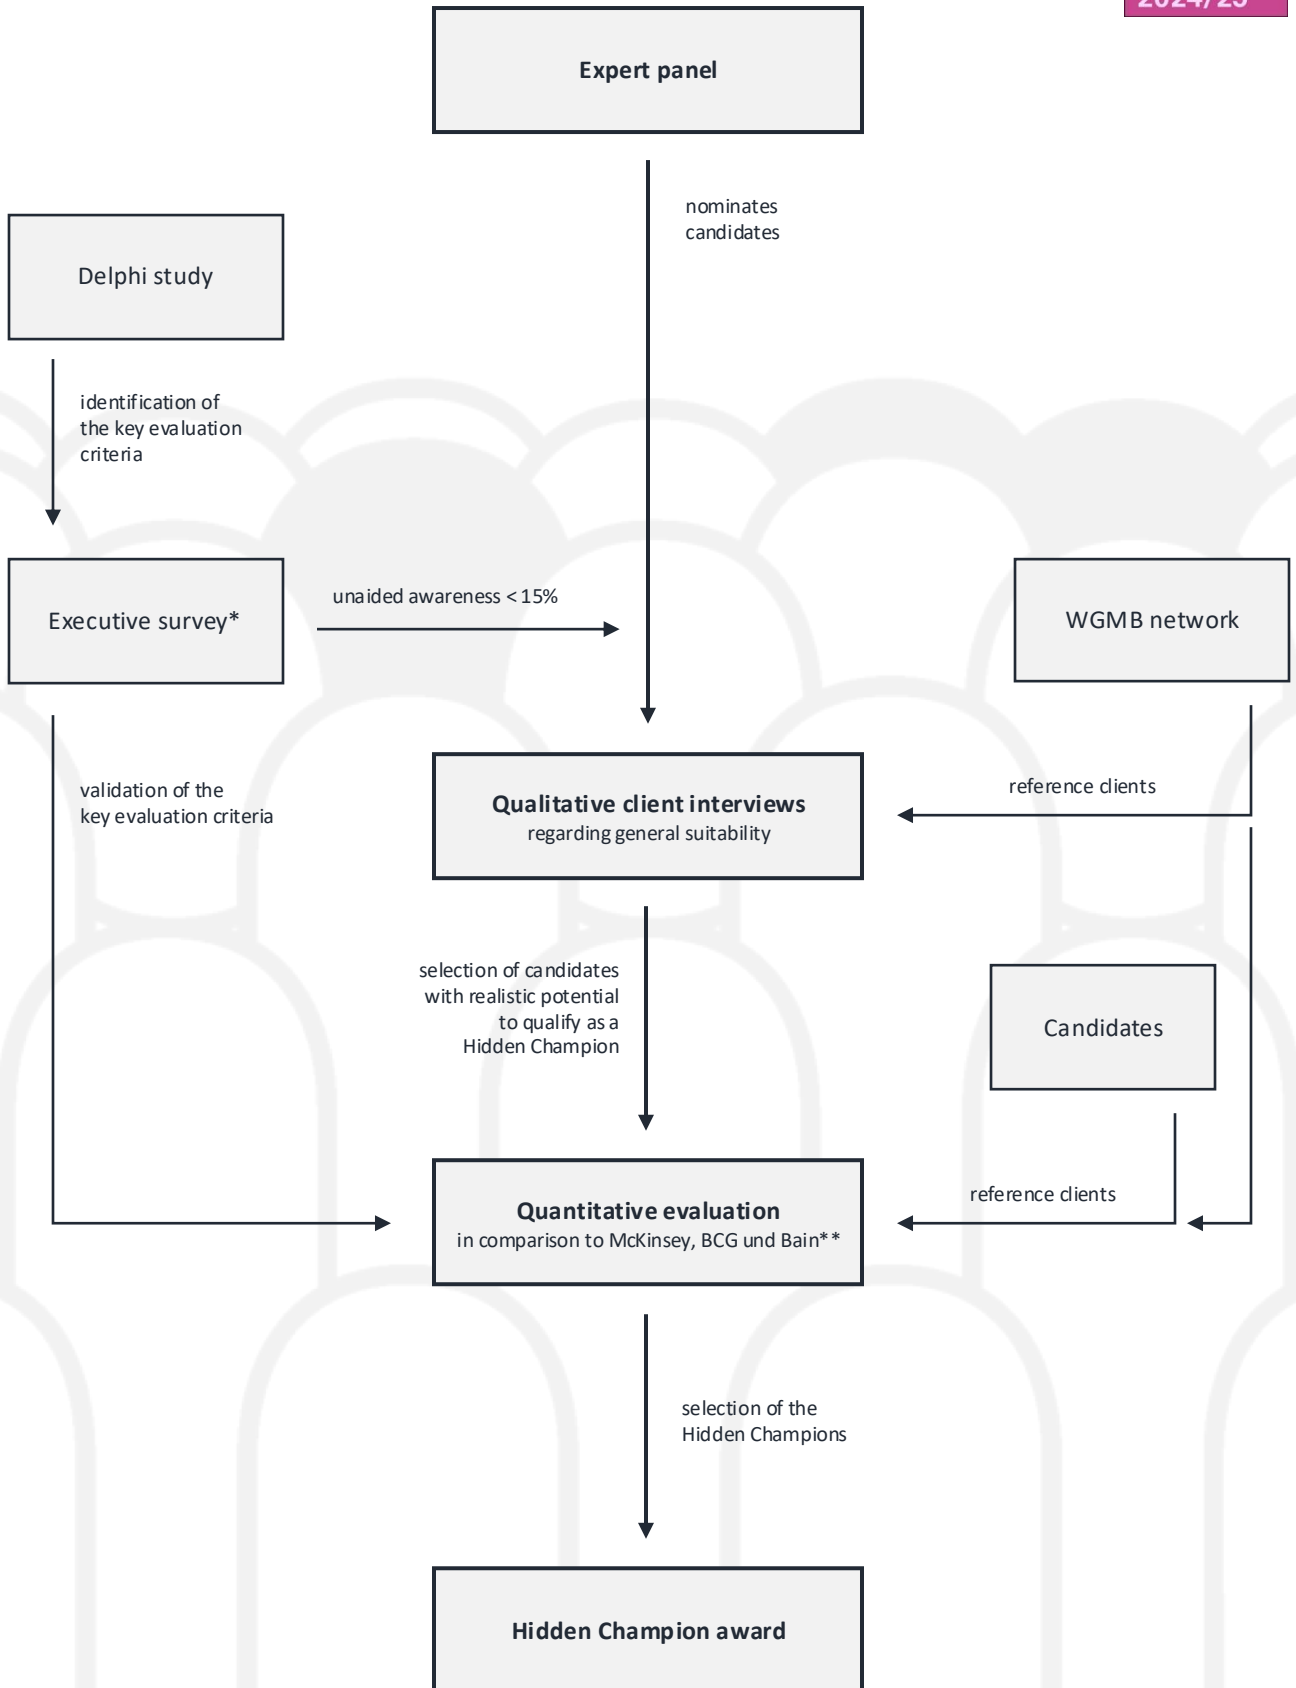 2024/25
Expert panel
nominates
candidates
Delphi study
identification of
the key evaluation
criteria
Executive survey*
unaided awareness < 15%
WGMB network
validation of the
key evaluation criteria
Qualitative client interviews
regarding general suitability
reference clients
selection of candidates
with realistic potential
to qualify as a
Hidden Champion
Candidates
Quantitative evaluation
in comparison to McKinsey, BCG und Bain**
reference clients
selection of the
Hidden Champions
Hidden Champion award